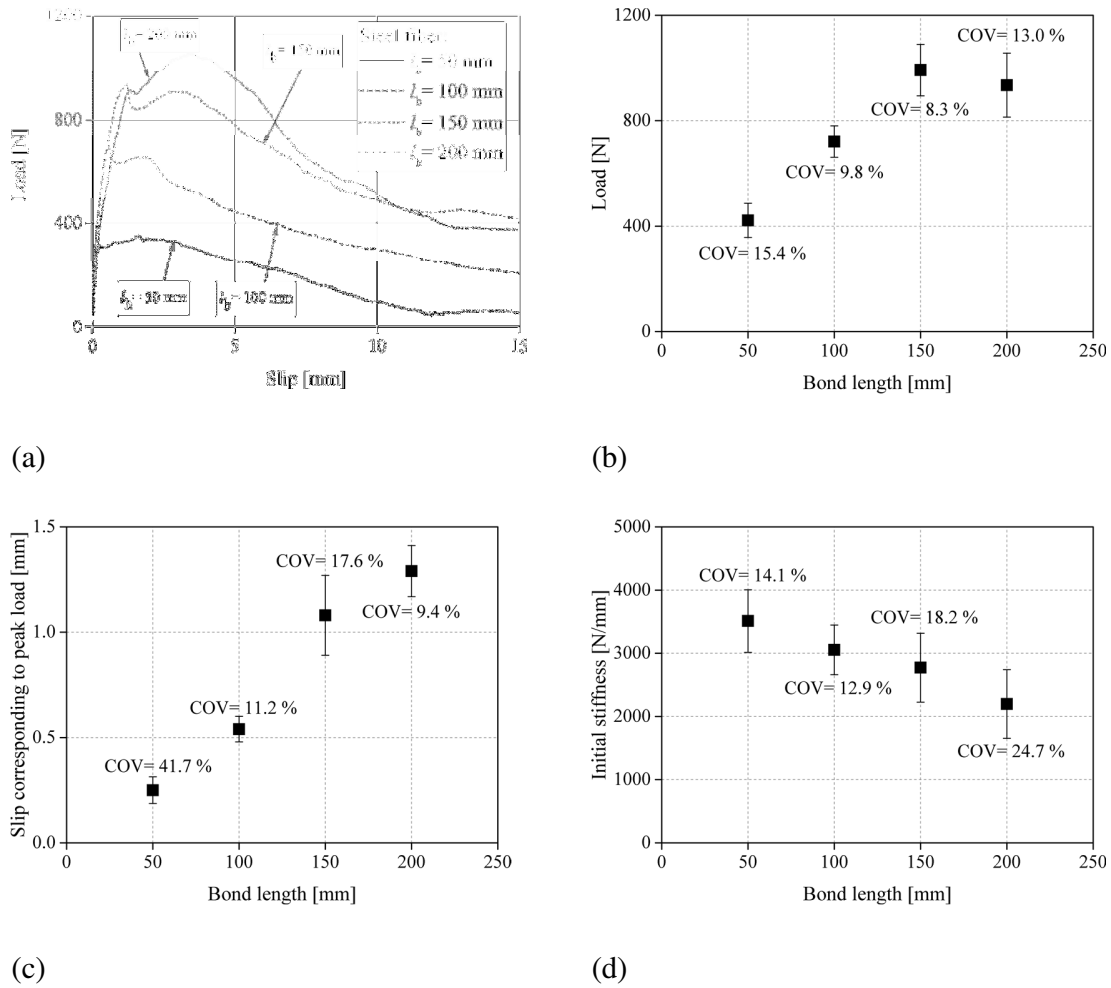 1200
800
400
0
Load [N]
0
5
10
15
Slip [mm]
= 100 mm
= 150 mm
= 200 mm
(a)
1200
800
400
0
Load [N]
COV= 15.4 %
COV= 9.8 %
COV= 8.3 %
COV= 13.0 %
0
50
100
150
200
250
Bond length [mm]
(b)
1.5
1.0
0.5
0.0
Slip corresponding to peak load [mm]
COV= 41.7 %
COV= 11.2 %
COV= 17.6 %
COV= 9.4 %
0
50
100
150
200
250
Bond length [mm]
(c)
5000
4000
3000
2000
1000
0
Initial stiffness [N/mm]
COV= 14.1 %
COV= 12.9 %
COV= 18.2 %
COV= 24.7 %
0
50
100
150
200
250
Bond length [mm]
(d)